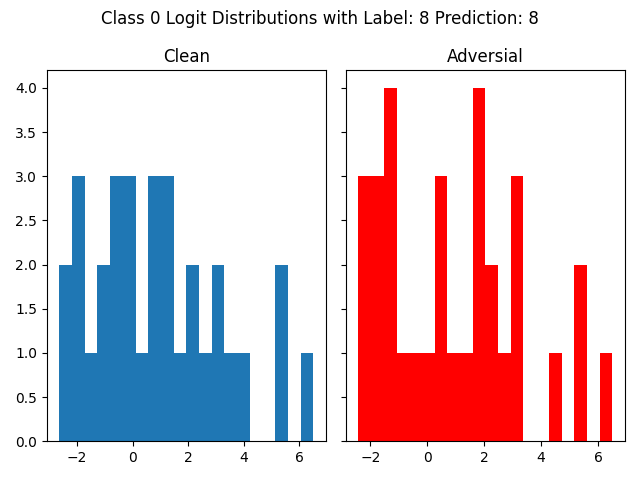 Class 0 Logit Distributions with Label: 8 Prediction: 8
Clean
Adversial
4.0
3.5
3.0
2.5
2.0
1.5
1.0
0.5
0.0
−2 0 2 4 6
−2 0 2 4 6